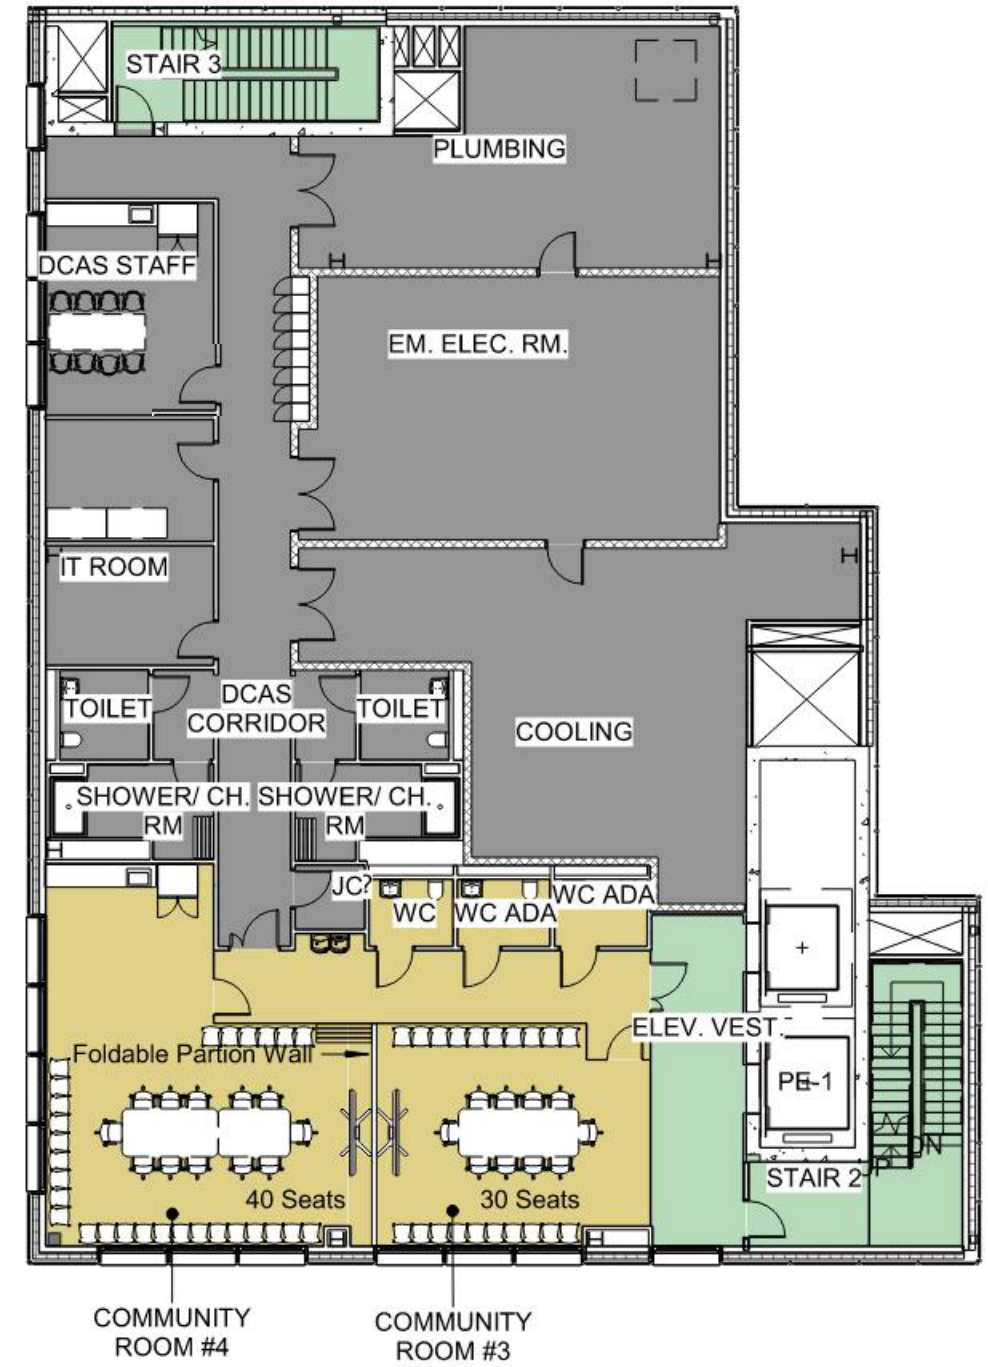 STAIR 3
PLUMBING
DCAS STAFF
EM. ELEC. RM.
IT ROOM
TOILET
DCAS
CORRIDOR
TOILET
COOLING
SHOWER/ CH.
RM
SHOWER/ CH.
RM
JC?
WC
WC ADA
WC ADA
ELEV. VEST.
Foldable Partion Wall
PE-1
DN
STAIR 2
40 Seats
30 Seats
COMMUNITY
ROOM #4
COMMUNITY
ROOM #3